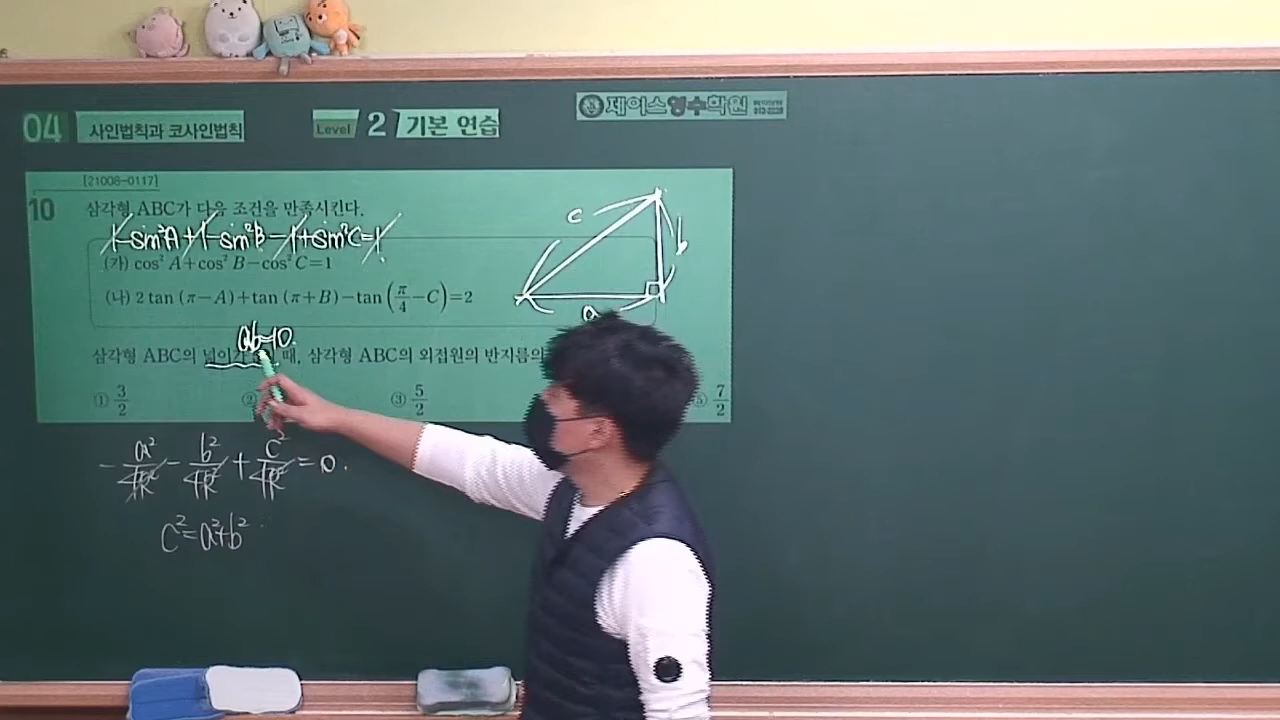 04 사인법칙과 코사인법칙 Level 2 기본 연습 제이스영수학원
[21008-0117]
10 삼각형 ABC가 다음 조건을 만족시킨다.
1-sin²A+1-sin²B-1+sin²C=1
(가) cos² A+cos² B-cos² C=1
(나) 2 tan (π-A)+tan (π+B)-tan(π/4-C)=2
c
b
a
ab=10.
삼각형 ABC의 넓이가 때, 삼각형 ABC의 외접원의 반지름의
① 3/2 ② ③ 5/2 ⑤ 7/2
-a²/4R²-b²/4R²+c²/4R²=0.
c²=a²+b²